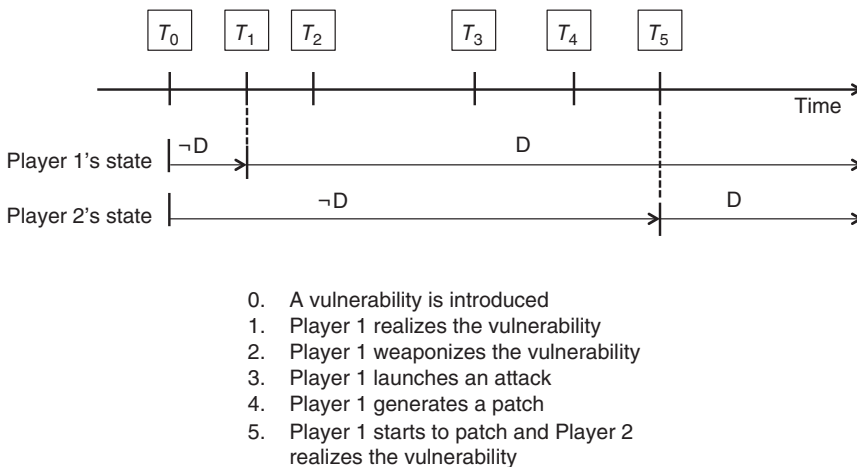 T0 T1 T2 T3 T4 T5
Time
¬D D
Player 1's state
¬D D
Player 2's state
0. A vulnerability is introduced
1. Player 1 realizes the vulnerability
2. Player 1 weaponizes the vulnerability
3. Player 1 launches an attack
4. Player 1 generates a patch
5. Player 1 starts to patch and Player 2
realizes the vulnerability